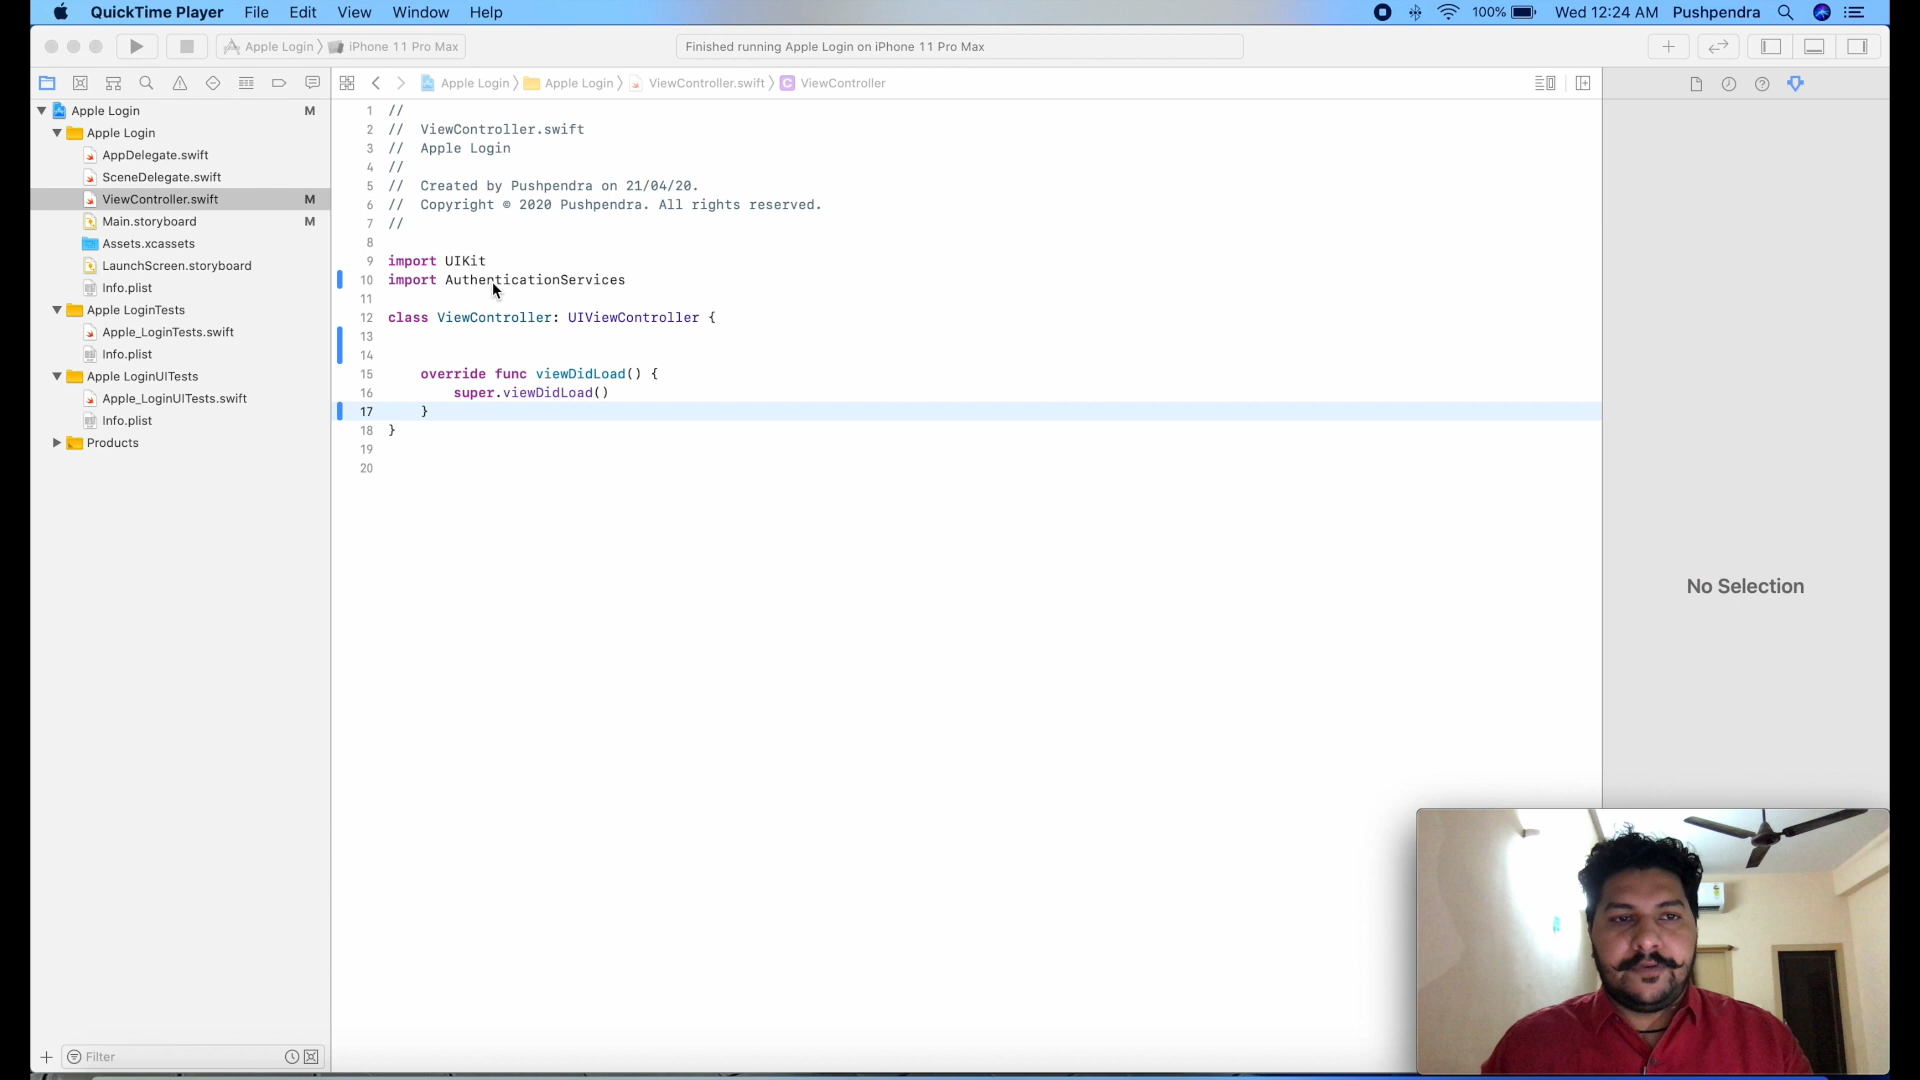 QuickTime Player File Edit View Window Help 100% Wed 12:24 AM Pushpendra
Apple Login iPhone 11 Pro Max Finished running Apple Login on iPhone 11 Pro Max
Apple Login Apple Login ViewController.swift C ViewController
Apple Login M
Apple Login
AppDelegate.swift
SceneDelegate.swift
ViewController.swift M
Main.storyboard M
Assets.xcassets
LaunchScreen.storyboard
Info.plist
Apple LoginTests
Apple_LoginTests.swift
Info.plist
Apple LoginUITests
Apple_LoginUITests.swift
Info.plist
Products
Filter
1 //
2 // ViewController.swift
3 // Apple Login
4 //
5 // Created by Pushpendra on 21/04/20.
6 // Copyright © 2020 Pushpendra. All rights reserved.
7 //
8
9 import UIKit
10 import AuthenticationServices
11
12 class ViewController: UIViewController {
13
14
15 override func viewDidLoad() {
16 super.viewDidLoad()
17 }
18 }
19
20
No Selection